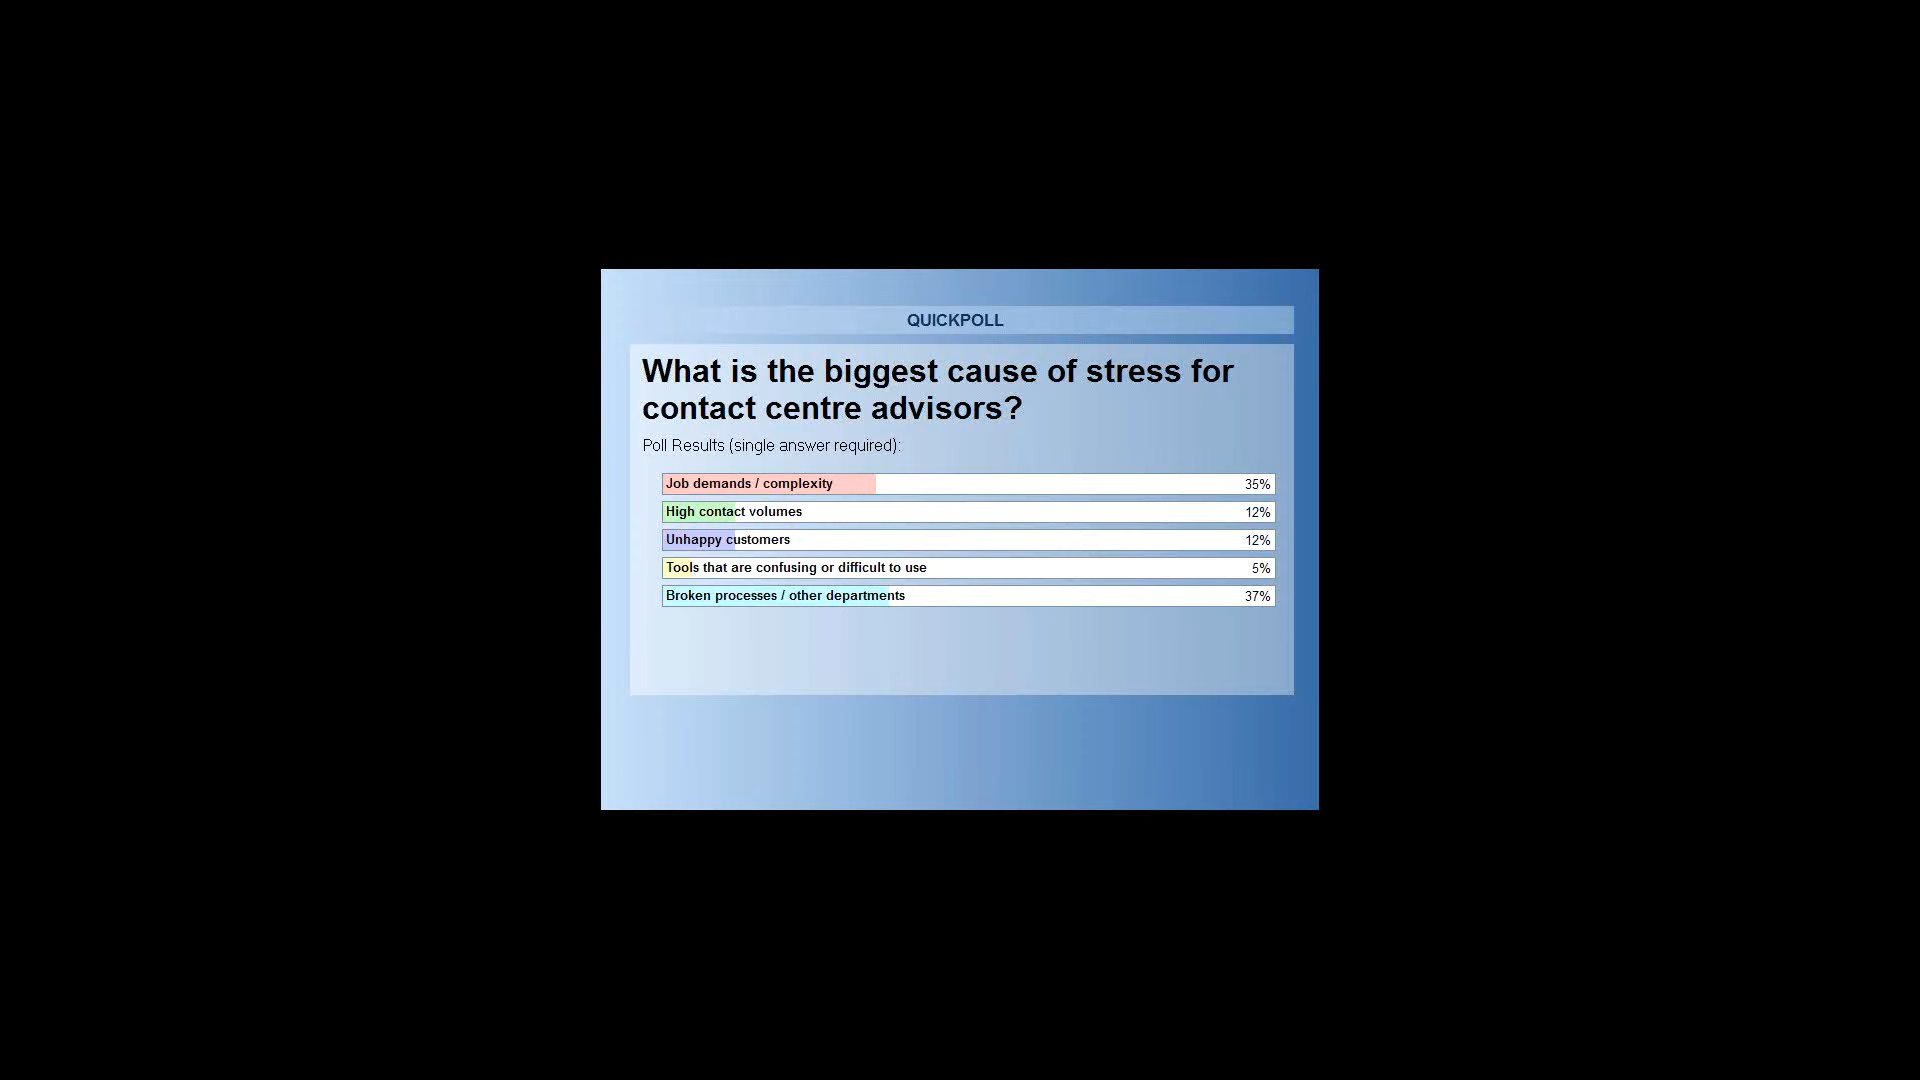 QUICKPOLL
What is the biggest cause of stress for
contact centre advisors?
Poll Results (single answer required):
Job demands / complexity 35%
High contact volumes 12%
Unhappy customers 12%
Tools that are confusing or difficult to use 5%
Broken processes / other departments 37%